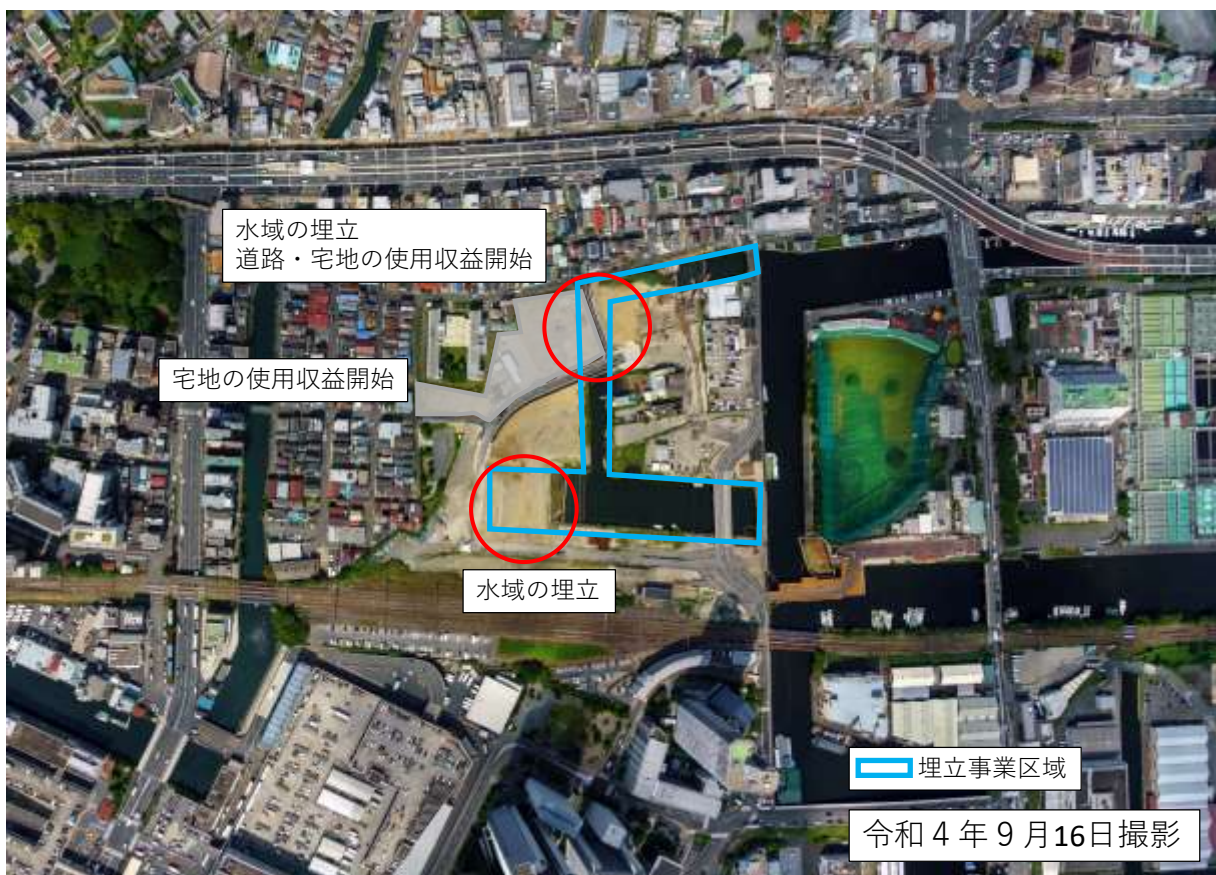 水域の埋立
道路・宅地の使用収益開始
宅地の使用収益開始
水域の埋立
埋立事業区域
令和４年９月16日撮影